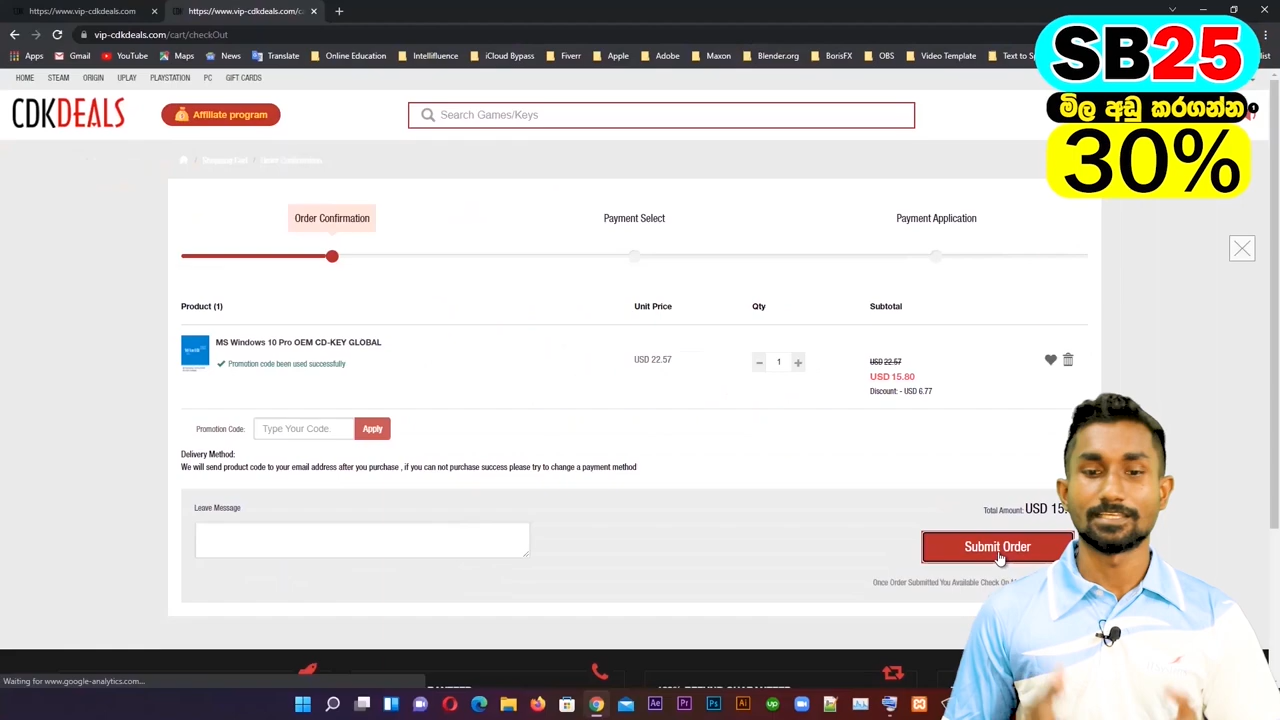 https://www.vip-cdkdeals.com
https://www.vip-cdkdeals.com/ca
vip-cdkdeals.com/cart/checkOut
Apps
Gmail
YouTube
Maps
News
Translate
Online Education
iCloud Bypass
Fiverr
Apple
Adobe
Maxon
Blender.org
BorisFX
OBS
Video Template
SB25
මිල අඩු කරගන්න
30%
HOME STEAM ORIGIN UPLAY PLAYSTATION PC GIFT CARDS
CDKDEALS
Affiliate program
Search Games/Keys
Order Confirmation
Payment Select
Payment Application
Product (1)
Unit Price
Qty
Subtotal
MS Windows 10 Pro OEM CD-KEY GLOBAL
Promotion code been used successfully
USD 22.57
− 1 +
USD 22.57
USD 15.80
Discount: - USD 6.77
Promotion Code:
Type Your Code.
Apply
Delivery Method:
We will send product code to your email address after you purchase , if you can not purchase success please try to change a payment method
Leave Message
Total Amount: USD 15.
Submit Order
Once Order Submitted You Available Check On
Waiting for www.google-analytics.com...